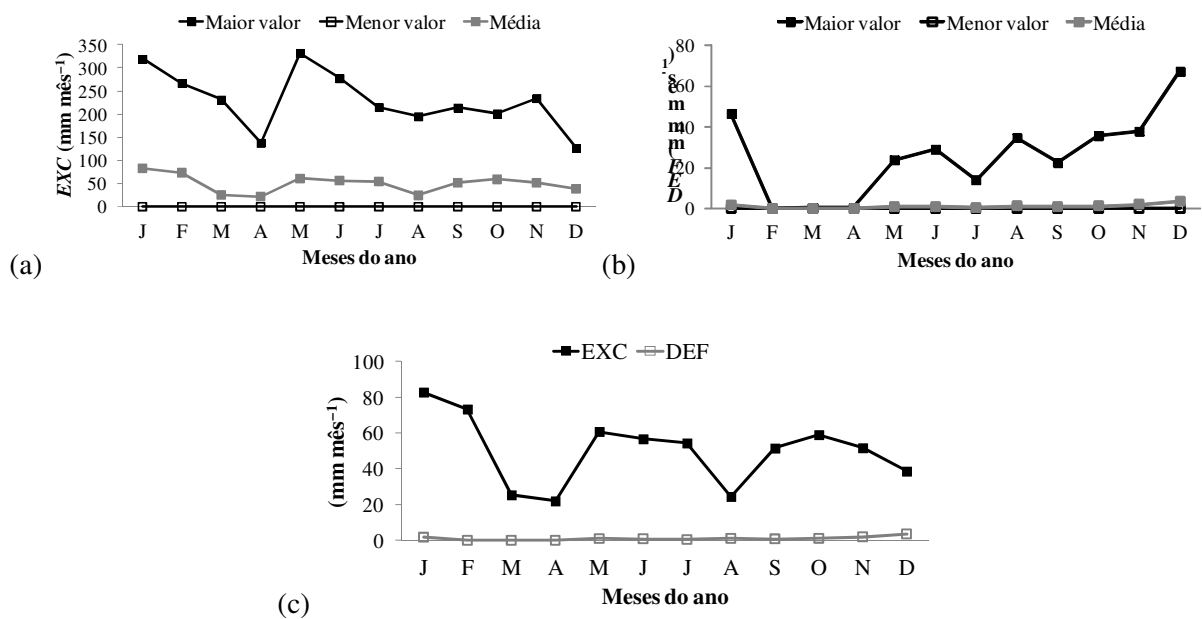 Maior valor Menor valor Média
EXC (mm mês⁻¹)
350
300
250
200
150
100
50
0
J F M A M J J A S O N D
Meses do ano
(a)
Maior valor Menor valor Média
80
60
40
20
0
J F M A M J J A S O N D
Meses do ano
(b)
EXC DEF
(mm mês⁻¹)
100
80
60
40
20
0
J F M A M J J A S O N D
Meses do ano
(c)